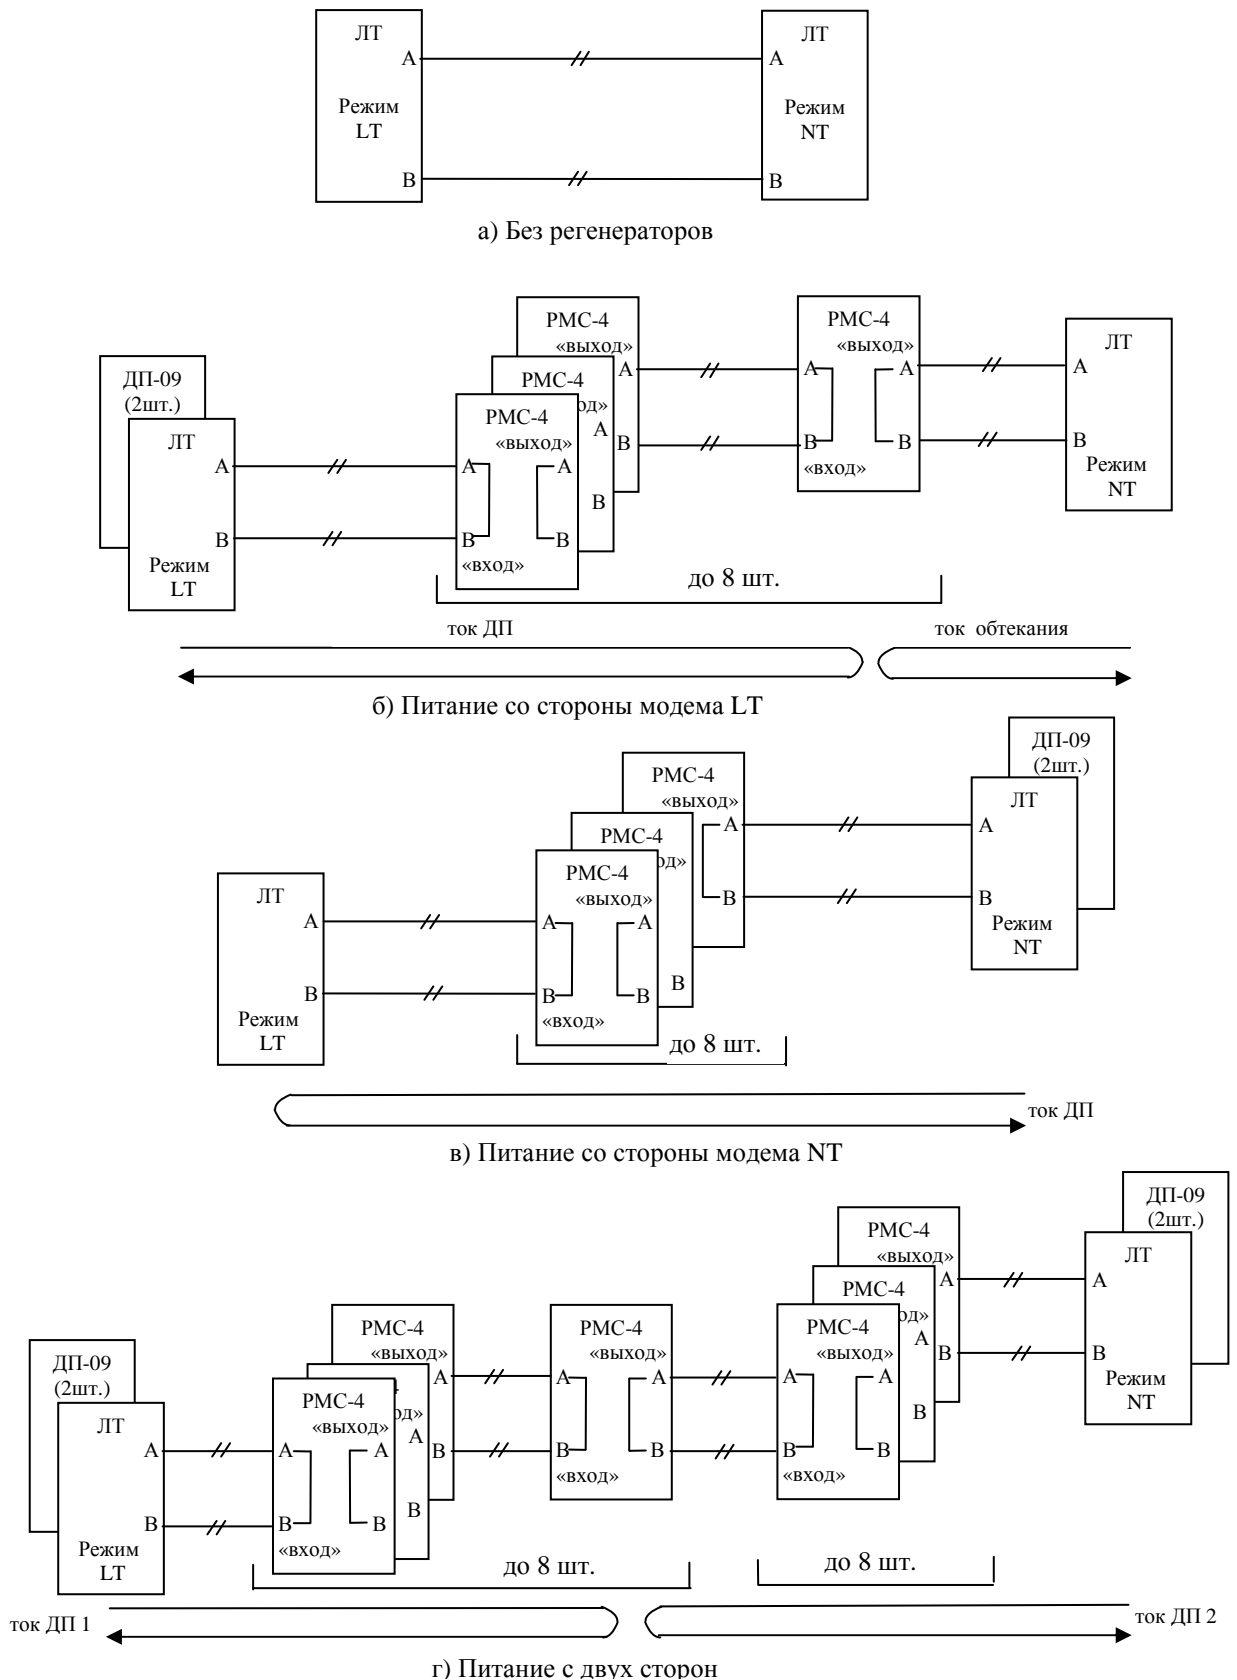 ЛТ
A
Режим
LT
B
ЛТ
A
Режим
NT
B
а) Без регенераторов
ДП-09
(2шт.)
ЛТ
A
B
Режим
LT
РМС-4
«выход»
A
B
РМС-4
од»
A
B
РМС-4
«выход»
A
A
B
B
«вход»
РМС-4
«выход»
A
A
B
B
«вход»
ЛТ
A
B
Режим
NT
до 8 шт.
ток ДП
ток обтекания
б) Питание со стороны модема LT
ДП-09
(2шт.)
ЛТ
A
B
Режим
NT
РМС-4
«выход»
A
B
РМС-4
од»
B
РМС-4
«выход»
A
A
B
B
«вход»
ЛТ
A
B
Режим
LT
до 8 шт.
ток ДП
в) Питание со стороны модема NT
ДП-09
(2шт.)
ЛТ
A
B
Режим
NT
РМС-4
«выход»
A
B
РМС-4
од»
A
B
РМС-4
«выход»
A
A
B
B
«вход»
РМС-4
«выход»
A
A
B
B
«вход»
РМС-4
«выход»
A
B
4
од»
A
B
РМС-4
«выход»
A
A
B
B
«вход»
ДП-09
(2шт.)
ЛТ
A
B
Режим
LT
до 8 шт.
до 8 шт.
ток ДП 1
ток ДП 2
г) Питание с двух сторон